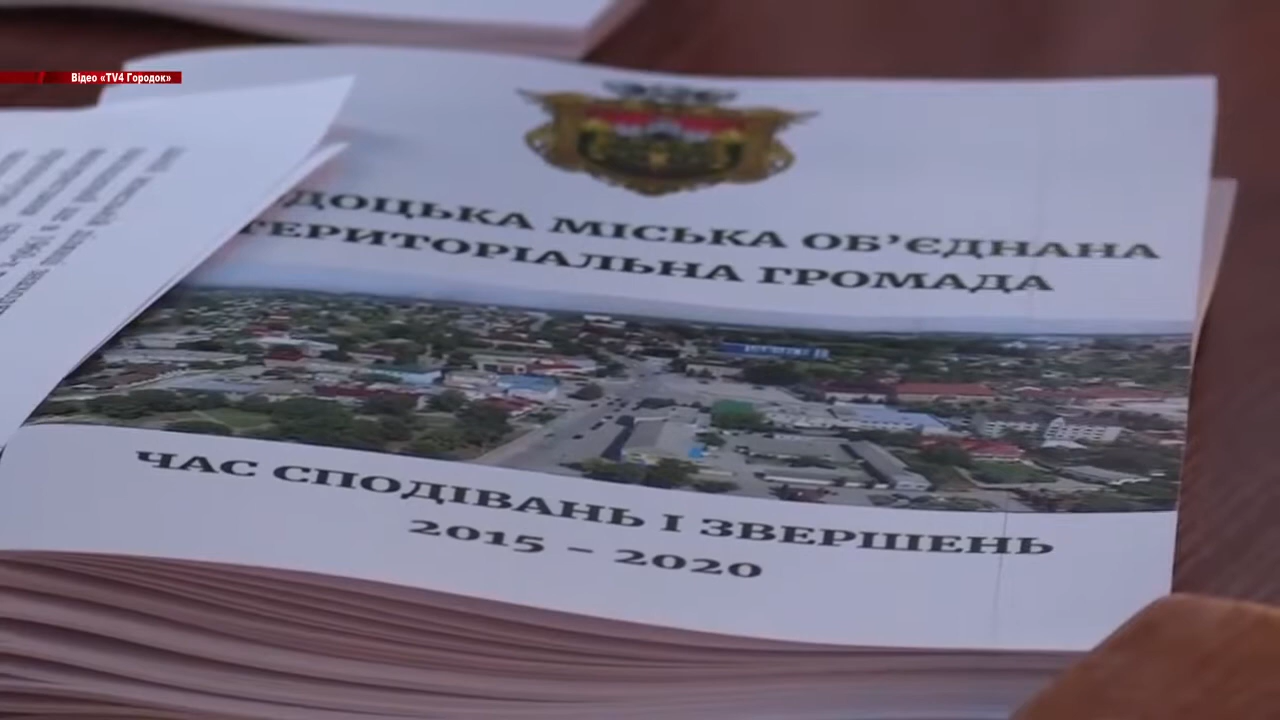 Відео «TV4 Городок»
ДОЦЬКА МІСЬКА ОБ’ЄДНАНА
ТЕРИТОРІАЛЬНА ГРОМАДА
ЧАС СПОДІВАНЬ І ЗВЕРШЕНЬ
2015 – 2020